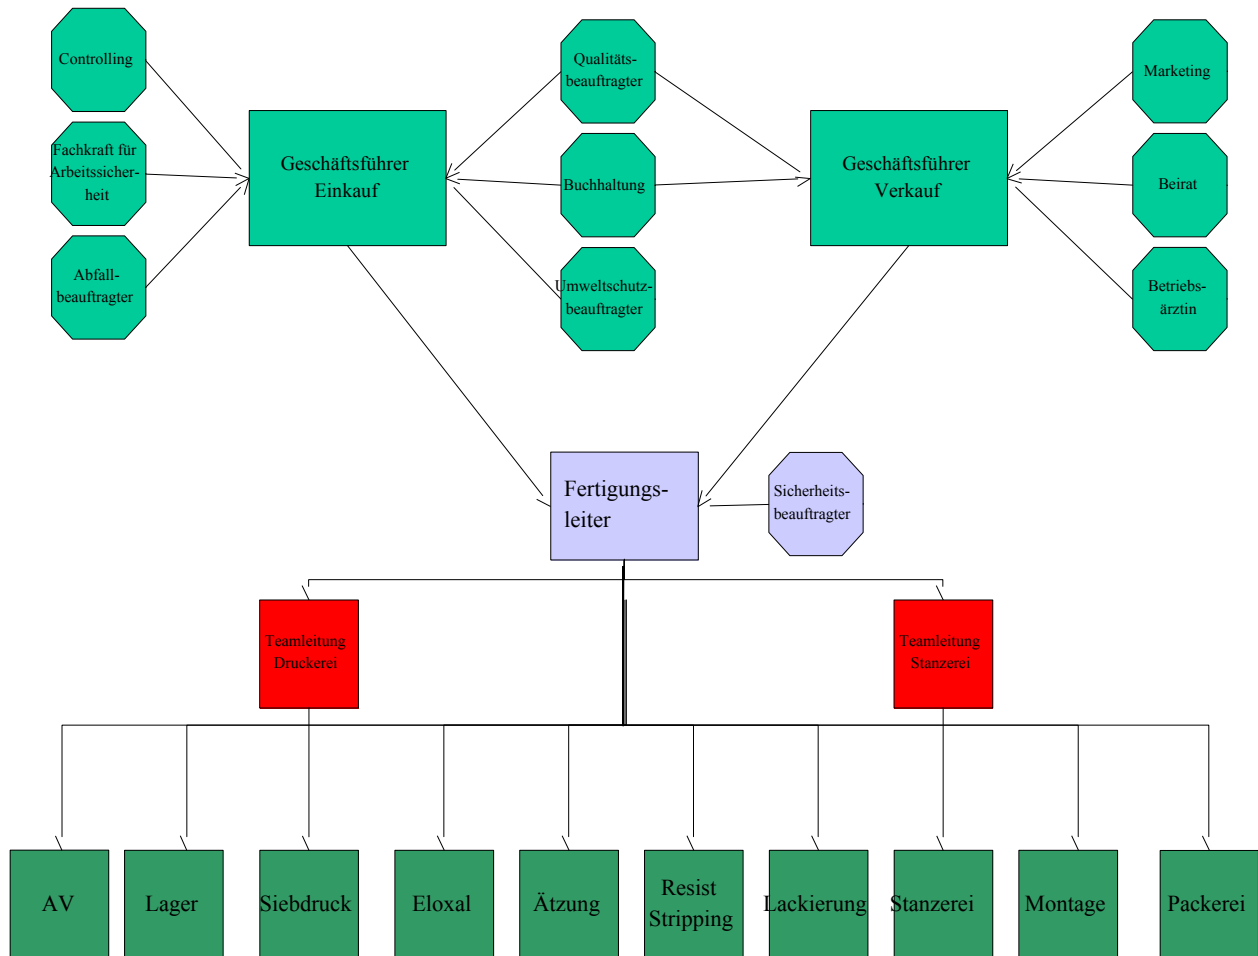 Controlling
Qualitäts-
beauftragter
Marketing
Fachkraft für
Arbeitssicher-
heit
Geschäftsführer
Einkauf
Buchhaltung
Geschäftsführer
Verkauf
Beirat
Abfall-
beauftragter
Umweltschutz-
beauftragter
Betriebs-
ärztin
Fertigungs-
leiter
Sicherheits-
beauftragter
Teamleitung
Druckerei
Teamleitung
Stanzerei
AV
Lager
Siebdruck
Eloxal
Ätzung
Resist
Stripping
Lackierung
Stanzerei
Montage
Packerei